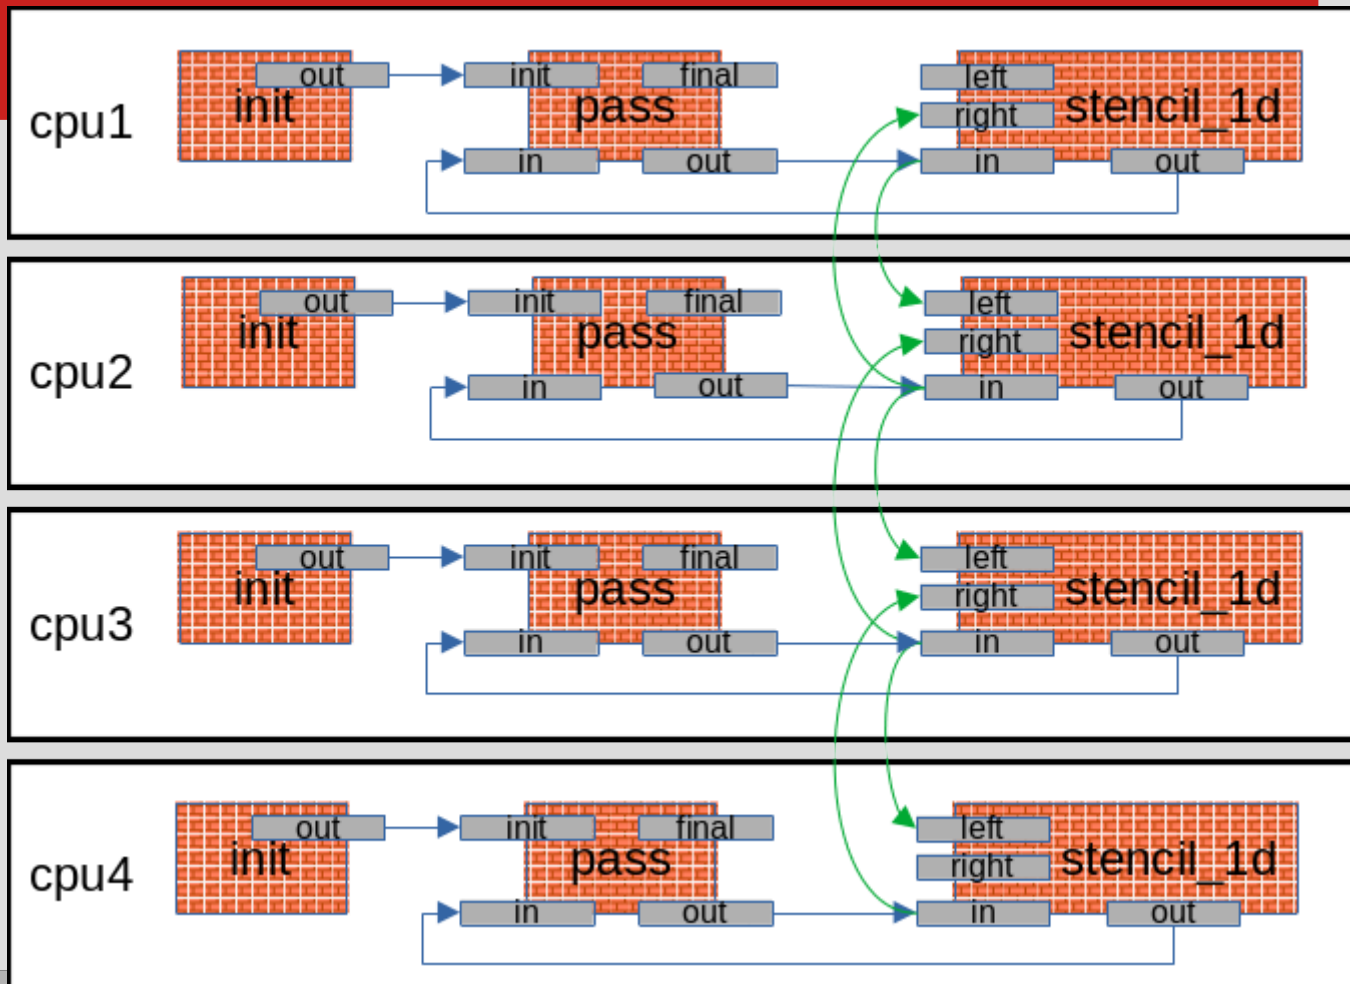 out init final left
init pass stencil_1d
cpu1 right
in out in out
out init final left
init pass stencil_1d
cpu2 right
in out in out
out init final left
init pass stencil_1d
cpu3 right
in out in out
out init final left
init pass stencil_1d
cpu4 right
in out in out